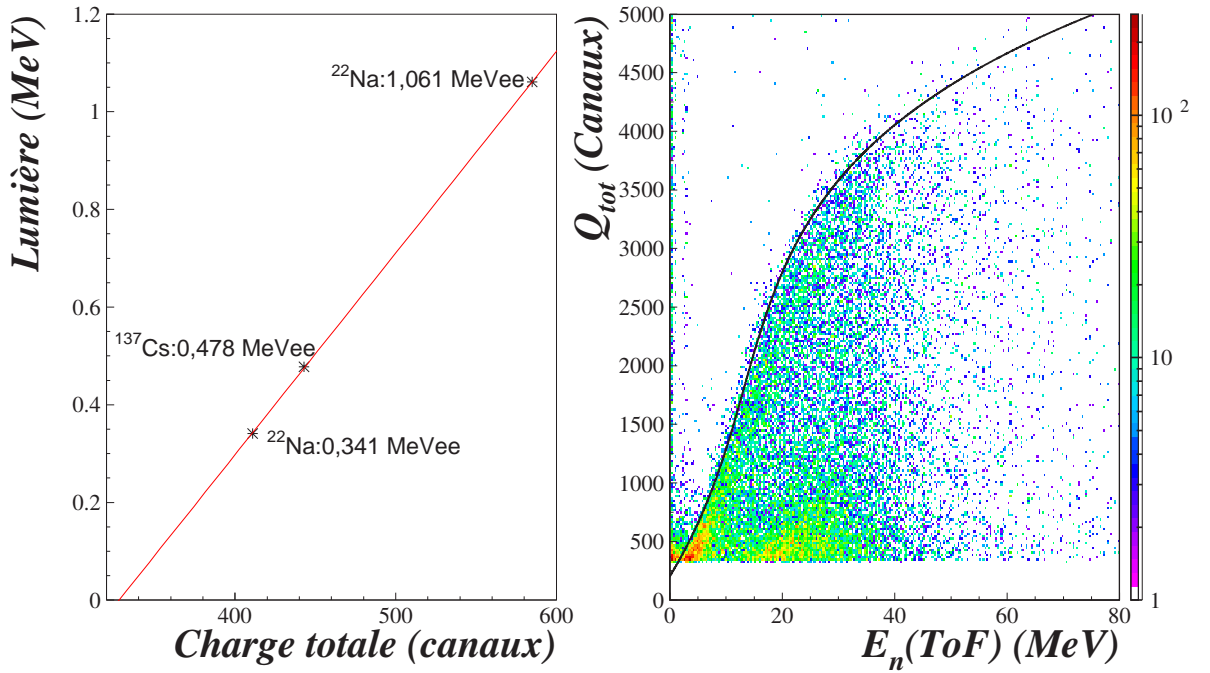 Lumière (MeV)
1.2
1
0.8
0.6
0.4
0.2
0
²²Na:1,061 MeVee
¹³⁷Cs:0,478 MeVee
²²Na:0,341 MeVee
400 500 600
Charge totale (canaux)
Q_tot (Canaux)
5000
4500
4000
3500
3000
2500
2000
1500
1000
500
0
0 20 40 60 80
E_n(ToF) (MeV)
10²
10
1